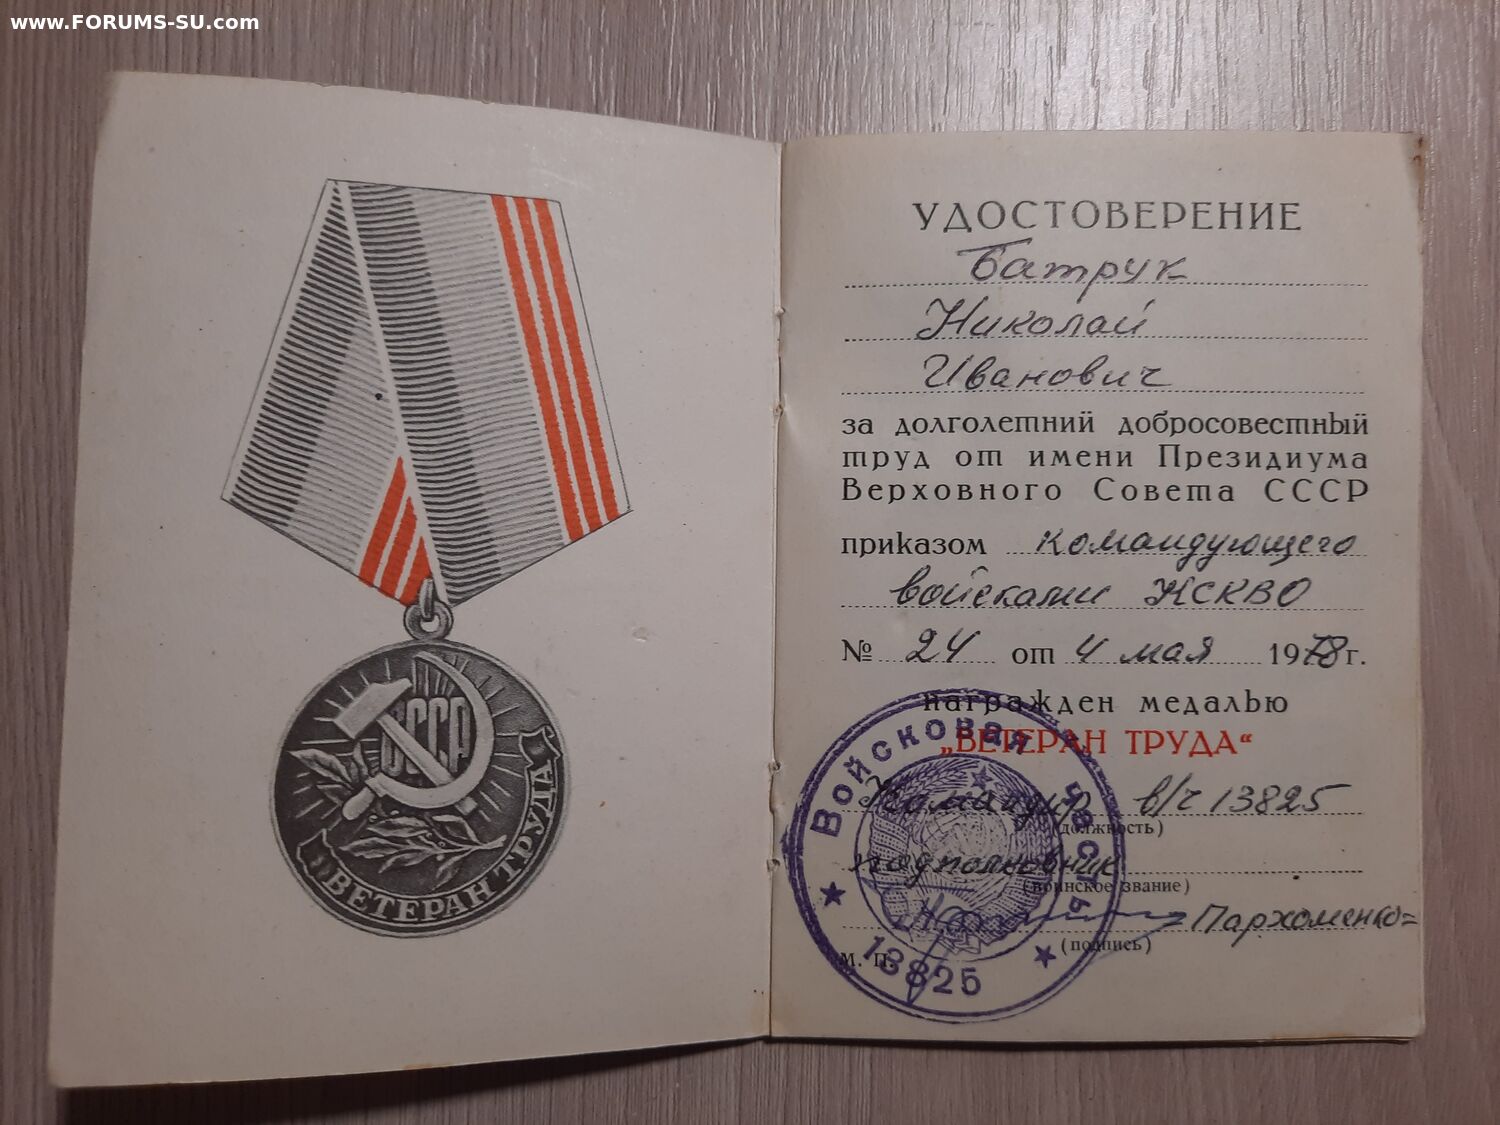 www.FORUMS-SU.com
СССР
ВЕТЕРАН ТРУДА
УДОСТОВЕРЕНИЕ
Батрук
Николай
Иванович
за долголетний добросовестный
труд от имени Президиума
Верховного Совета СССР
приказом командующего
войсками КСКВО
№ 24 от 4 мая 1978 г.
награжден медалью
„ВЕТЕРАН ТРУДА“
Командир в/ч 13825
(должность)
подполковник
(воинское звание)
Пархоменко=
(подпись)
М. П.
Войсковая часть
13825